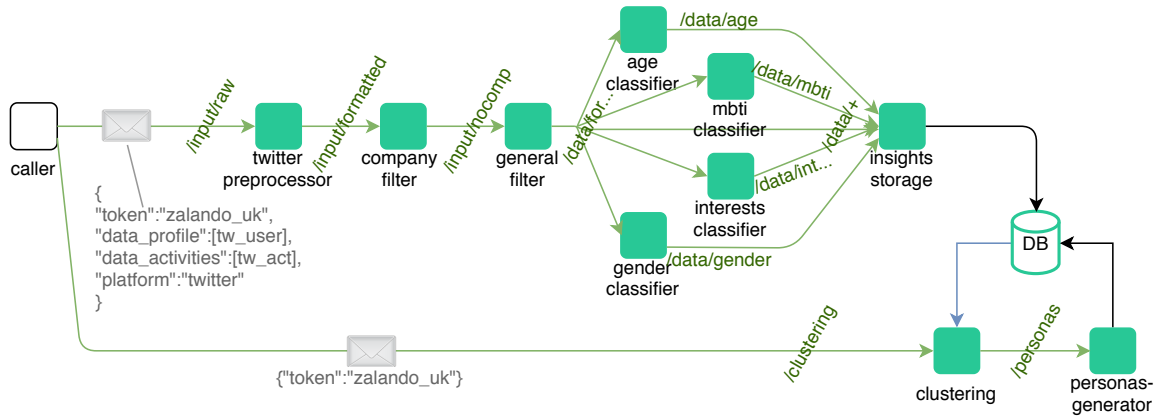 /data/age
age
classifier
/data/mbti
mbti
classifier
/input/raw
/input/formatted
/input/nocomp
/data/for...
/data/+
caller
twitter
preprocessor
company
filter
general
filter
insights
storage
/data/int...
interests
classifier
/data/gender
gender
classifier
{
"token":"zalando_uk",
"data_profile":[tw_user],
"data_activities":[tw_act],
"platform":"twitter"
}
DB
{"token":"zalando_uk"}
/clustering
clustering
/personas
personas-
generator